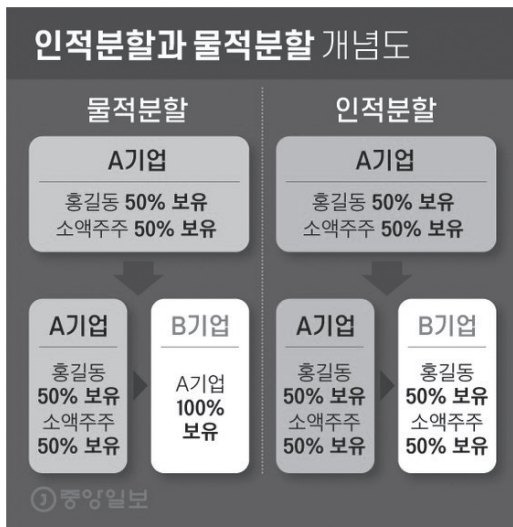 인적분할과 물적분할 개념도
물적분할
A기업
홍길동 50% 보유
소액주주 50% 보유
A기업
홍길동
50% 보유
소액주주
50% 보유
B기업
A기업
100%
보유
인적분할
A기업
홍길동 50% 보유
소액주주 50% 보유
A기업
홍길동
50% 보유
소액주주
50% 보유
B기업
홍길동
50% 보유
소액주주
50% 보유
J 중앙일보